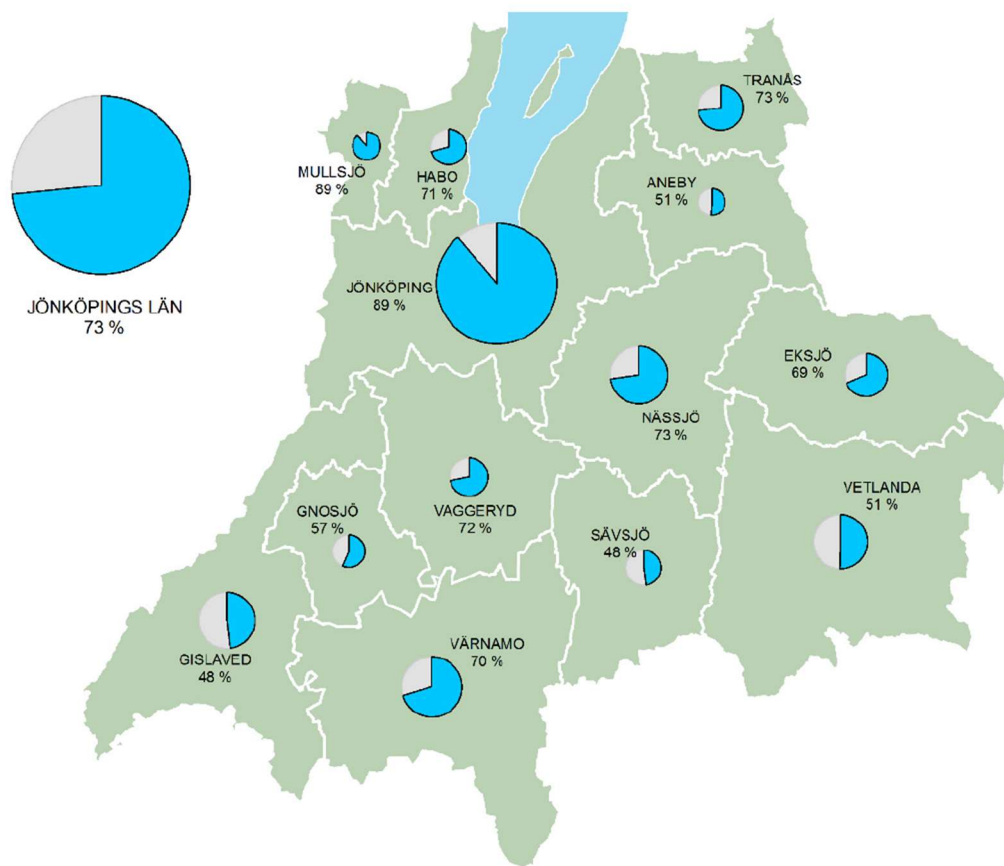 TRANÅS
73 %
MULLSJÖ
89 %
HABO
71 %
ANEBY
51 %
JÖNKÖPING
89 %
JÖNKÖPINGS LÄN
73 %
EKSJÖ
69 %
NÄSSJÖ
73 %
VETLANDA
51 %
GNOSJÖ
57 %
VAGGERYD
72 %
SÄVSJÖ
48 %
GISLAVED
48 %
VÄRNAMO
70 %